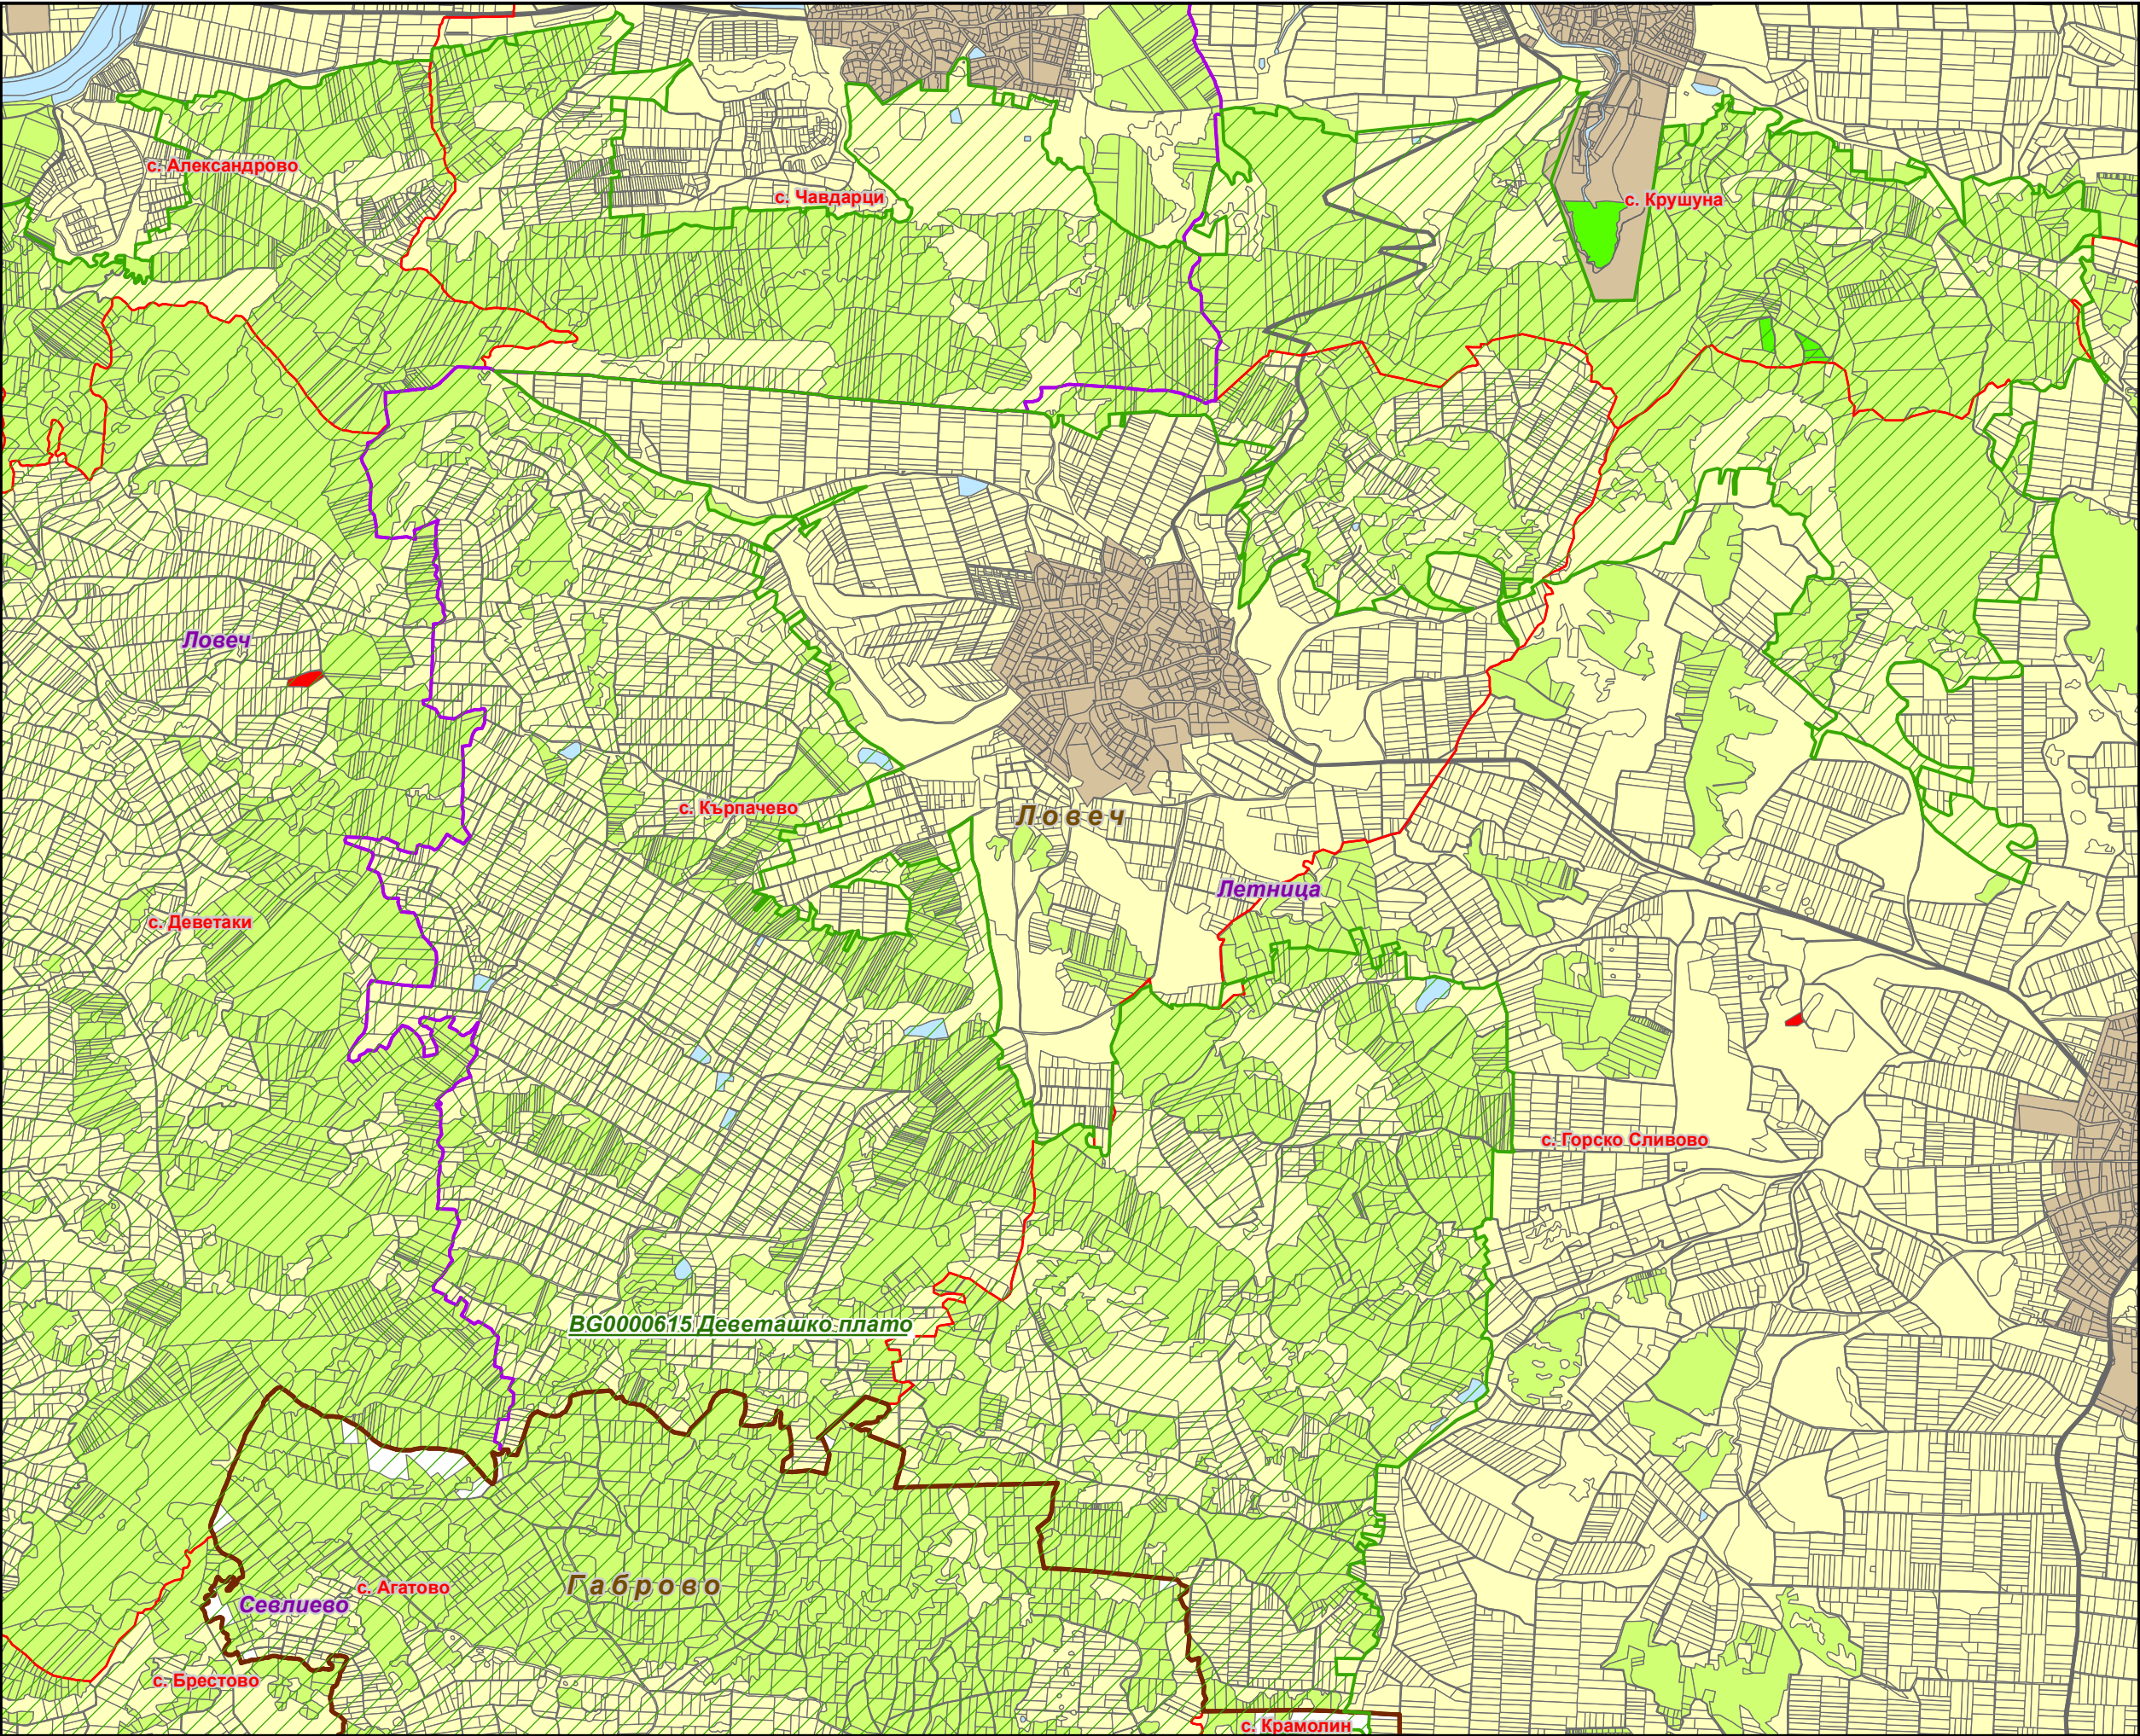 с. Александрово
с. Чавдарци
с. Крушуна
Ловеч
с. Кърпачево
Ловеч
Летница
с. Деветаки
с. Горско Сливово
BG0000615 Деветашко плато
с. Агатово
Габрово
Севлиево
с. Брестово
с. Крамолин